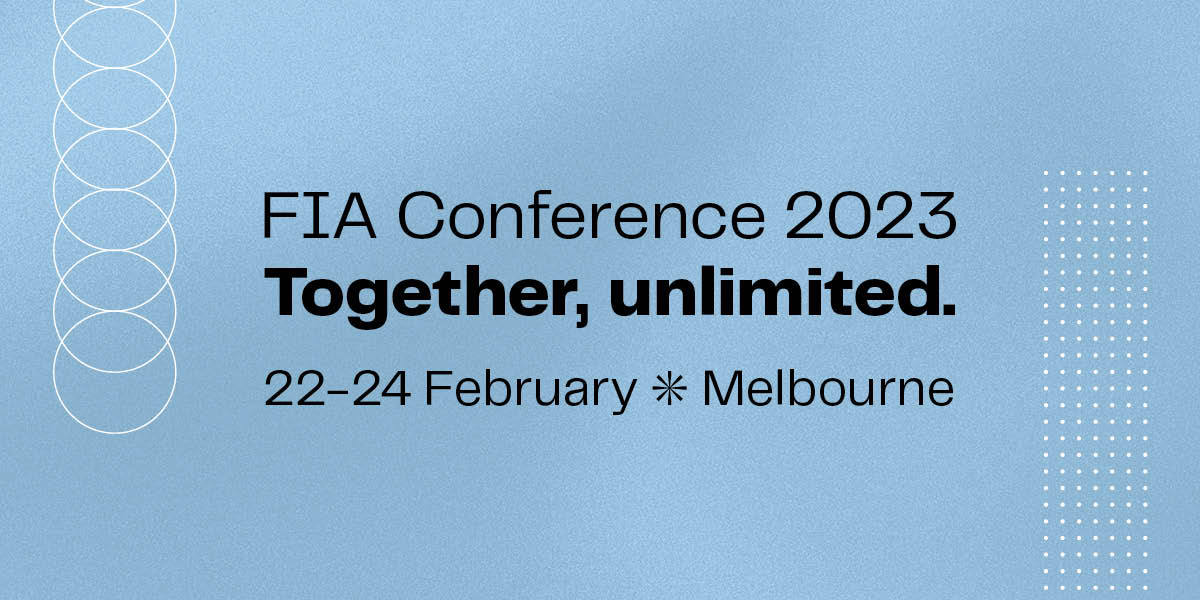 FIA Conference 2023
Together, unlimited.
22–24 February ✳ Melbourne